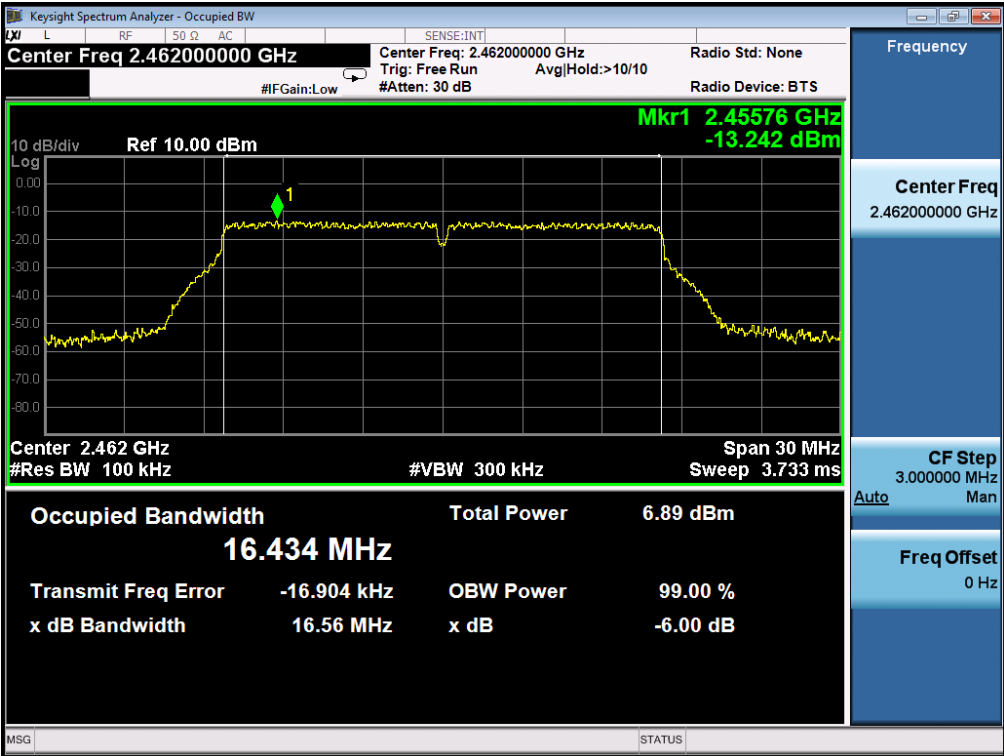 Keysight Spectrum Analyzer - Occupied BW
LXI L RF 50 Ω AC SENSE:INT
Center Freq 2.462000000 GHz
Center Freq: 2.462000000 GHz Radio Std: None
Trig: Free Run Avg|Hold:>10/10
#IFGain:Low #Atten: 30 dB Radio Device: BTS
Mkr1 2.45576 GHz
-13.242 dBm
10 dB/div Ref 10.00 dBm
Log
0.00
1
-10.0
-20.0
-30.0
-40.0
-50.0
-60.0
-70.0
-80.0
Center 2.462 GHz Span 30 MHz
#Res BW 100 kHz #VBW 300 kHz Sweep 3.733 ms
Occupied Bandwidth Total Power 6.89 dBm
16.434 MHz
Transmit Freq Error -16.904 kHz OBW Power 99.00 %
x dB Bandwidth 16.56 MHz x dB -6.00 dB
MSG STATUS
Frequency
Center Freq
2.462000000 GHz
CF Step
3.000000 MHz
Auto Man
Freq Offset
0 Hz